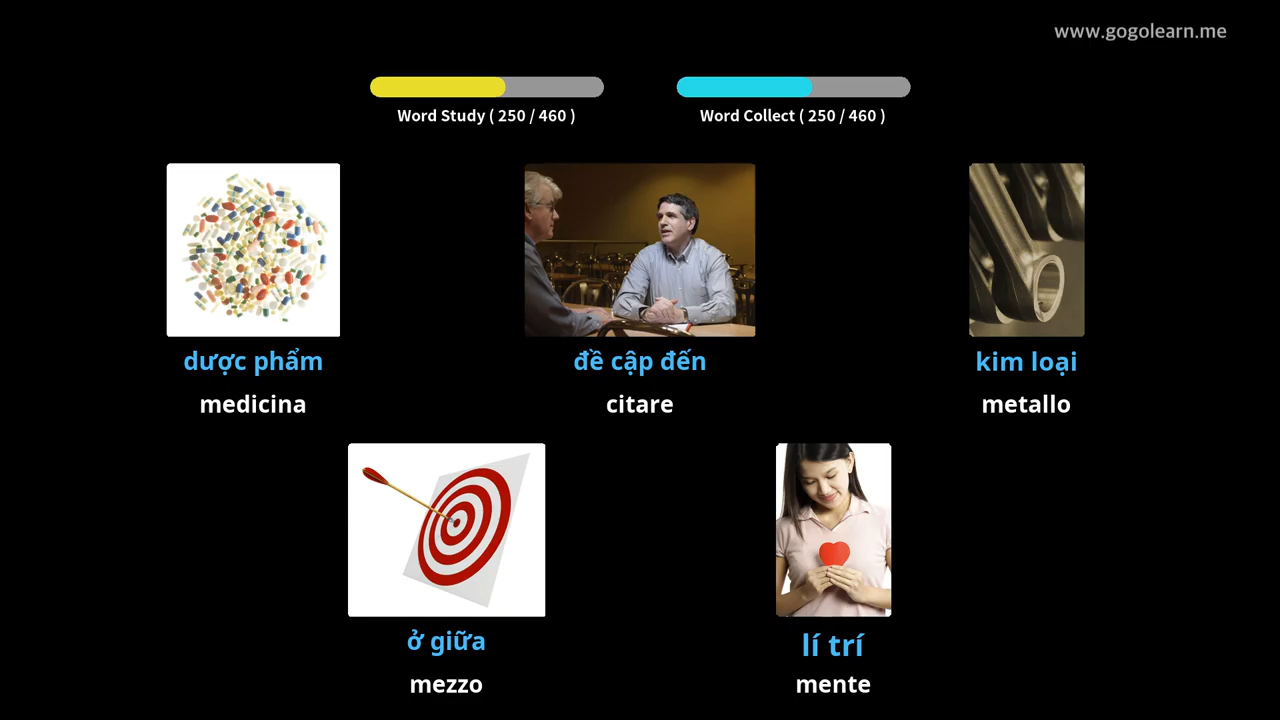 www.gogolearn.me
Word Study ( 250 / 460 )
Word Collect ( 250 / 460 )
dược phẩm
medicina
đề cập đến
citare
kim loại
metallo
ở giữa
mezzo
lí trí
mente